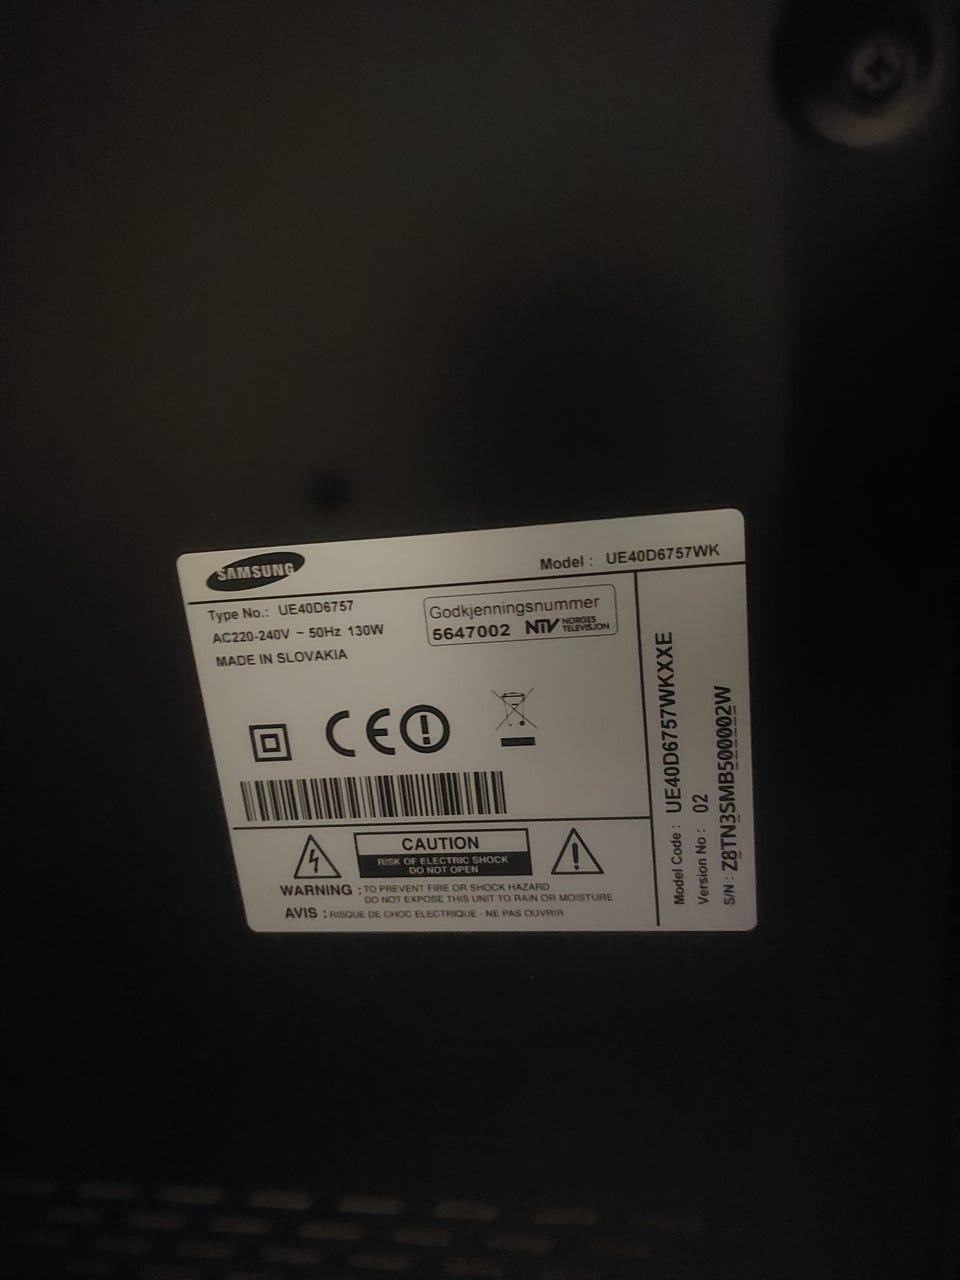 SAMSUNG
Model : UE40D6757WK
Type No.: UE40D6757
AC220-240V ~ 50Hz 130W
MADE IN SLOVAKIA
Godkjenningsnummer
5647002 NTV NORGES TELEVISJON
CE
CAUTION
RISK OF ELECTRIC SHOCK
DO NOT OPEN
WARNING : TO PREVENT FIRE OR SHOCK HAZARD
DO NOT EXPOSE THIS UNIT TO RAIN OR MOISTURE
AVIS : RISQUE DE CHOC ELECTRIQUE - NE PAS OUVRIR
Model Code : UE40D6757WKXXE
Version No : 02
S/N : Z8TN3SMB500002W